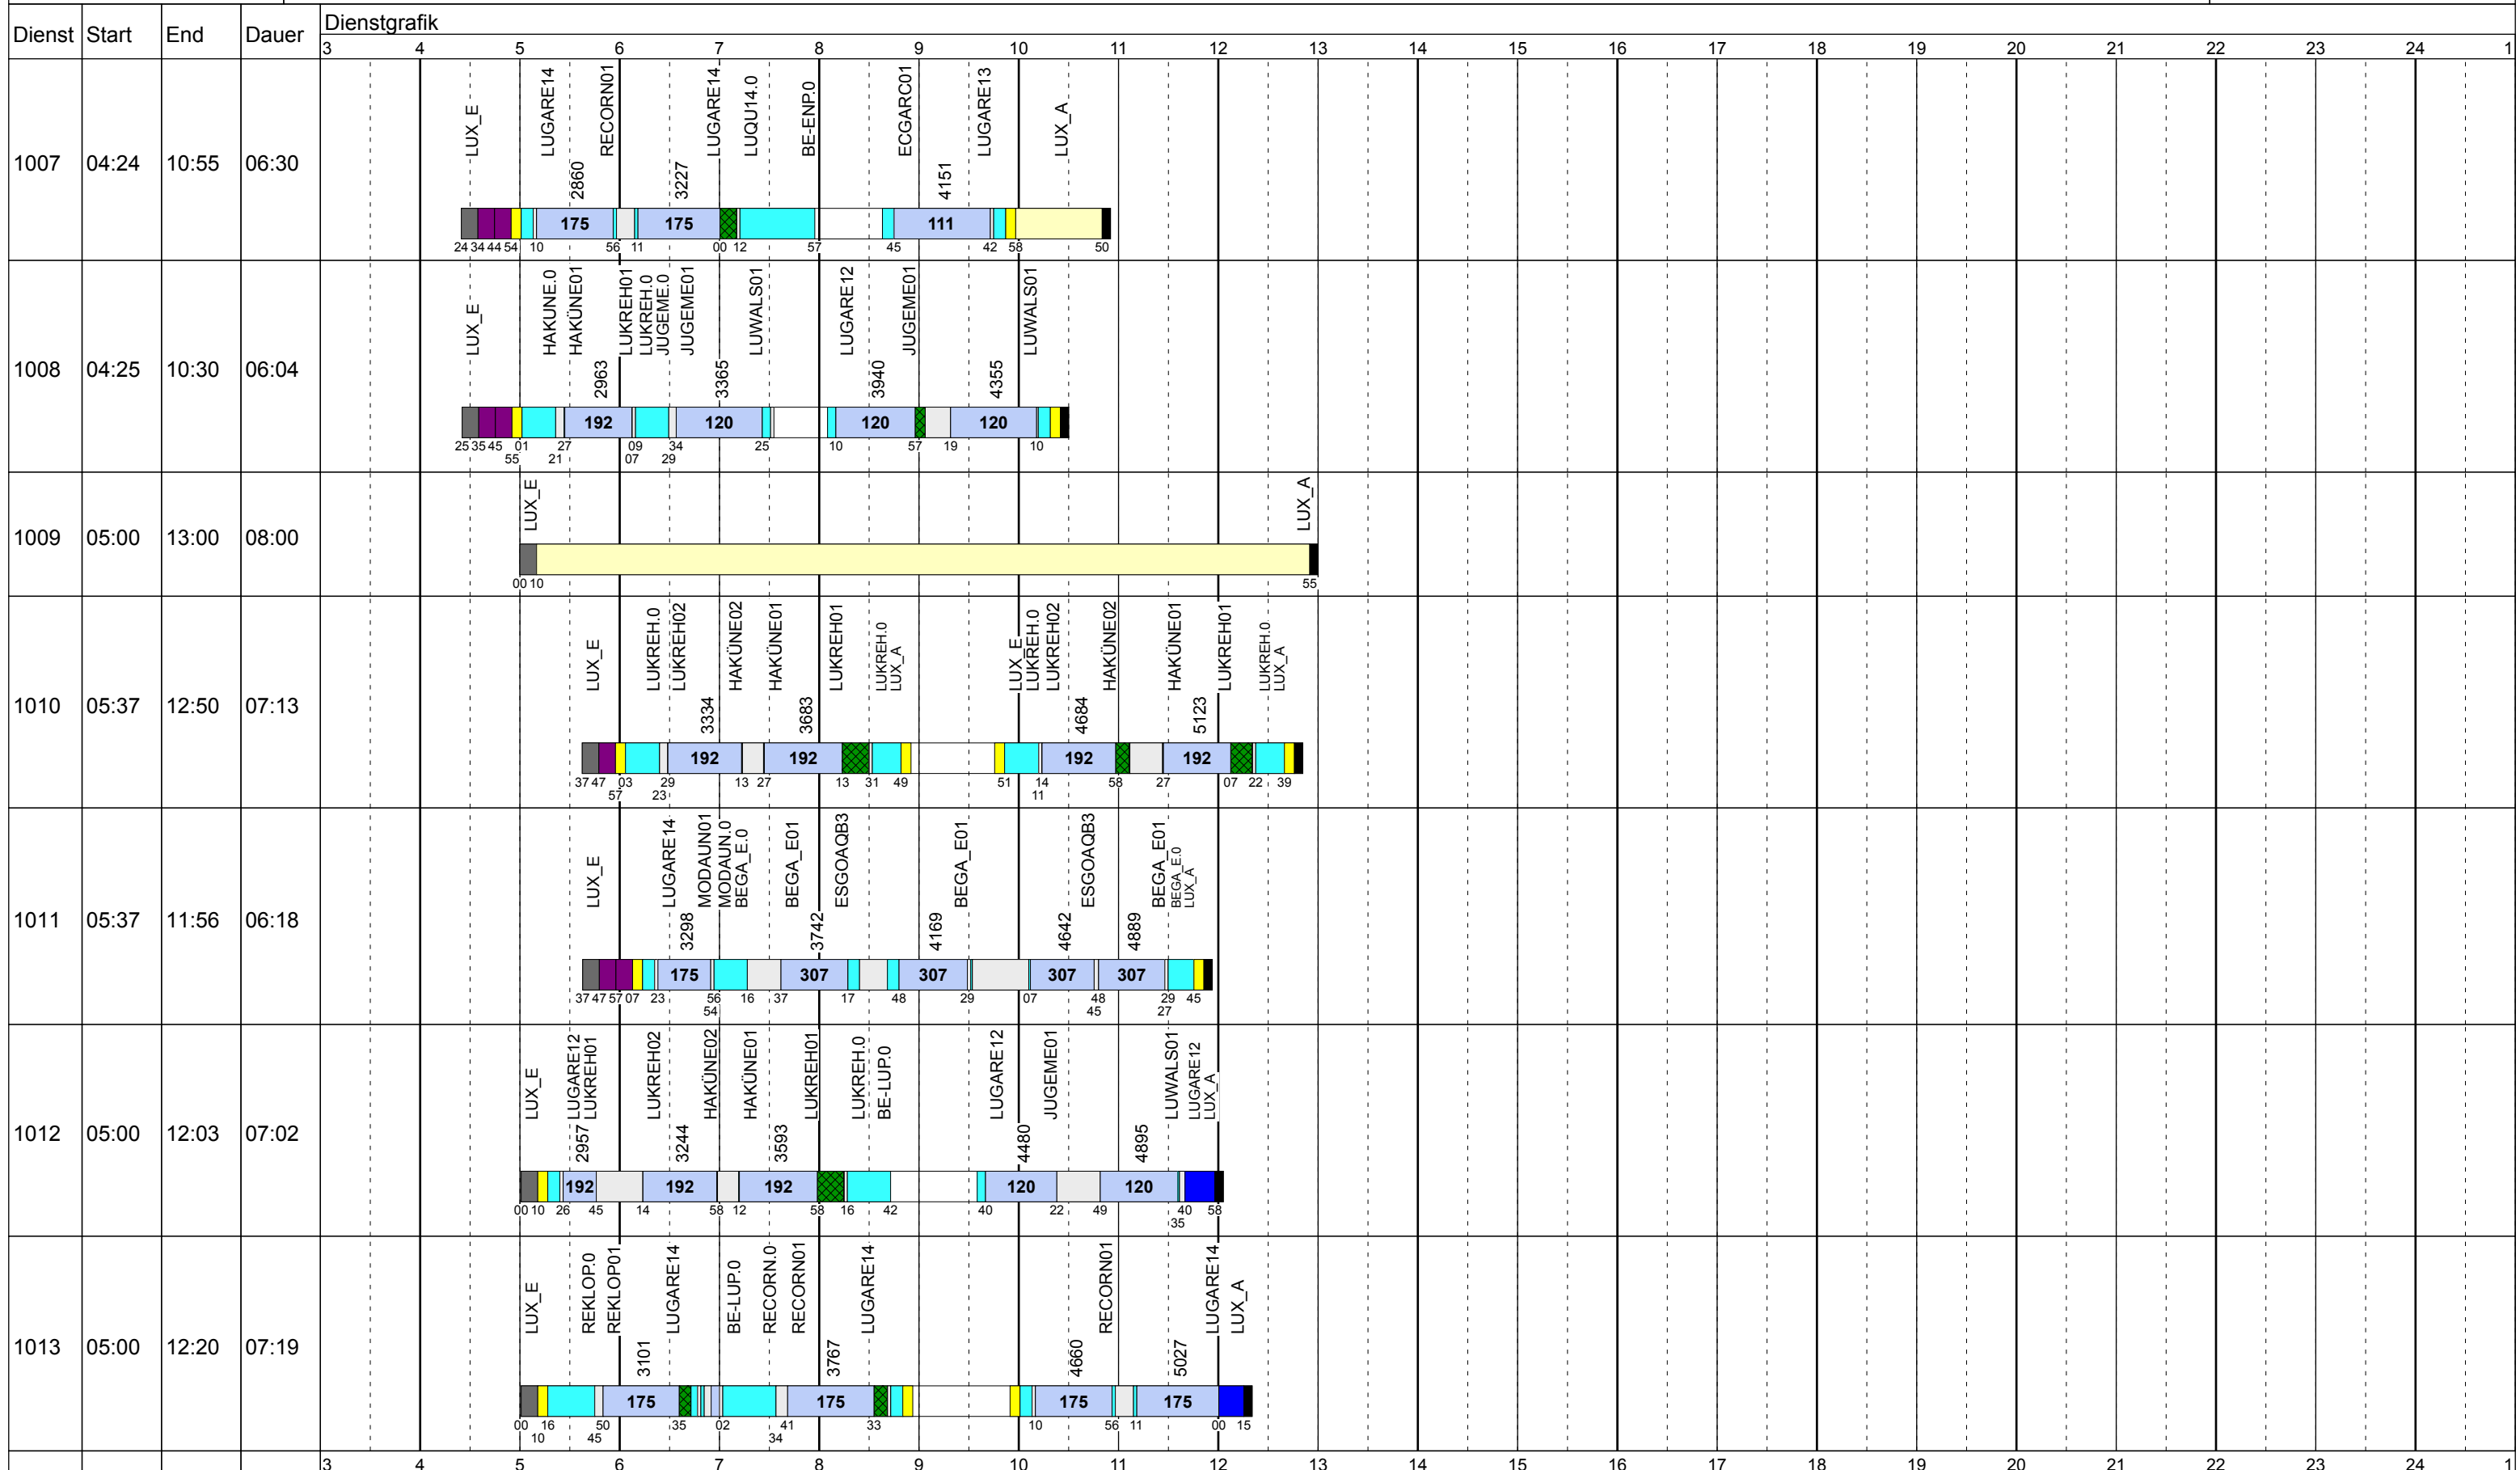 Dienst Start End Dauer Dienstgrafik
3 4 5 6 7 8 9 10 11 12 13 14 15 16 17 18 19 20 21 22 23 24 1
LUX_E LUGARE14 RECORN01 LUGARE14 LUQU14.0 BE-ENP.0 ECGARC01 LUGARE13 LUX_A
2860 3227 4151
1007 04:24 10:55 06:30
175 175 111
24 34 44 54 10 56 11 00 12 57 45 42 58 50
LUX_E HAKÜNE.0 HAKÜNE01 LUKREH01 LUKREH.0 JUGEME.0 JUGEME01 LUWALS01 LUGARE12 JUGEME01 LUWALS01
2963 3365 3940 4355
1008 04:25 10:30 06:04
192 120 120 120
25 35 45 01 27 09 34 25 10 57 19 10
55 21 07 29
LUX_E LUX_A
1009 05:00 13:00 08:00
00 10 55
LUX_E LUKREH.0 LUKREH02 HAKÜNE02 HAKÜNE01 LUKREH01 LUKREH.0 LUX_A LUX_E LUKREH.0 LUKREH02 HAKÜNE02 HAKÜNE01 LUKREH01 LUKREH.0 LUX_A
3334 3683 4684 5123
1010 05:37 12:50 07:13
192 192 192 192
37 47 03 29 13 27 13 31 49 51 14 58 27 07 22 39
57 23 11
LUX_E LUGARE14 MODAUN01 MODAUN.0 BEGA_E.0 BEGA_E01 ESGOAQB3 BEGA_E01 ESGOAQB3 BEGA_E01 BEGA_E.0 LUX_A
3298 3742 4169 4642 4889
1011 05:37 11:56 06:18
175 307 307 307 307
37 47 57 07 23 56 16 37 17 48 29 07 48 29 45
54 45 27
LUX_E LUGARE12 LUKREH01 LUKREH02 HAKÜNE02 HAKÜNE01 LUKREH01 LUKREH.0 BE-LUP.0 LUGARE12 JUGEME01 LUWALS01 LUGARE12 LUX_A
2957 3244 3593 4480 4895
1012 05:00 12:03 07:02
192 192 192 120 120
00 10 26 45 14 58 12 58 16 42 40 22 49 40 58
35
LUX_E REKLOP.0 REKLOP01 LUGARE14 BE-LUP.0 RECORN.0 RECORN01 LUGARE14 RECORN01 LUGARE14 LUX_A
3101 3767 4660 5027
1013 05:00 12:20 07:19
175 175 175 175
00 16 50 35 02 41 33 10 56 11 00 15
10 45 34
3 4 5 6 7 8 9 10 11 12 13 14 15 16 17 18 19 20 21 22 23 24 1